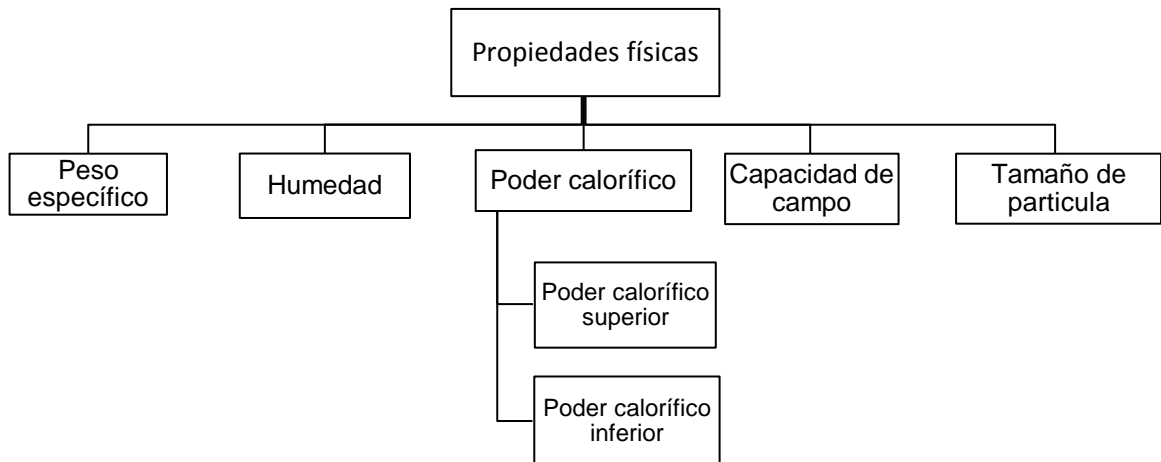 Propiedades físicas
Peso
específico
Humedad
Poder calorífico
Capacidad de
campo
Tamaño de
particula
Poder calorífico
superior
Poder calorífico
inferior